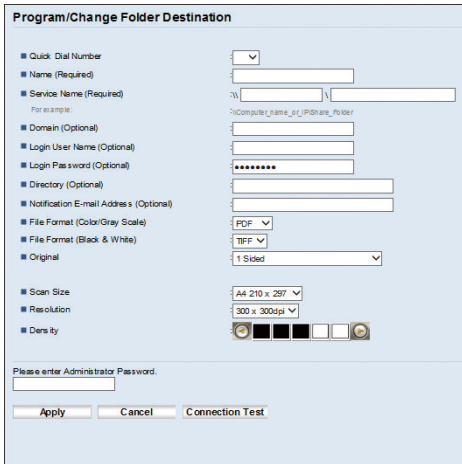 Program/Change Folder Destination
Quick Dial Number :
Name (Required) :
Service Name (Required) :\\ \
For example: :\\Computer_name_or_IP\Share_Folder
Domain (Optional) :
Login User Name (Optional) :
Login Password (Optional) :●●●●●●●●
Directory (Optional) :
Notification E-mail Address (Optional) :
File Format (Color/Gray Scale) :PDF
File Format (Black & White) :TIFF
Original :1 Sided
Scan Size :A4 210 x 297
Resolution :300 x 300dpi
Density :
Please enter Administrator Password.
Apply Cancel Connection Test